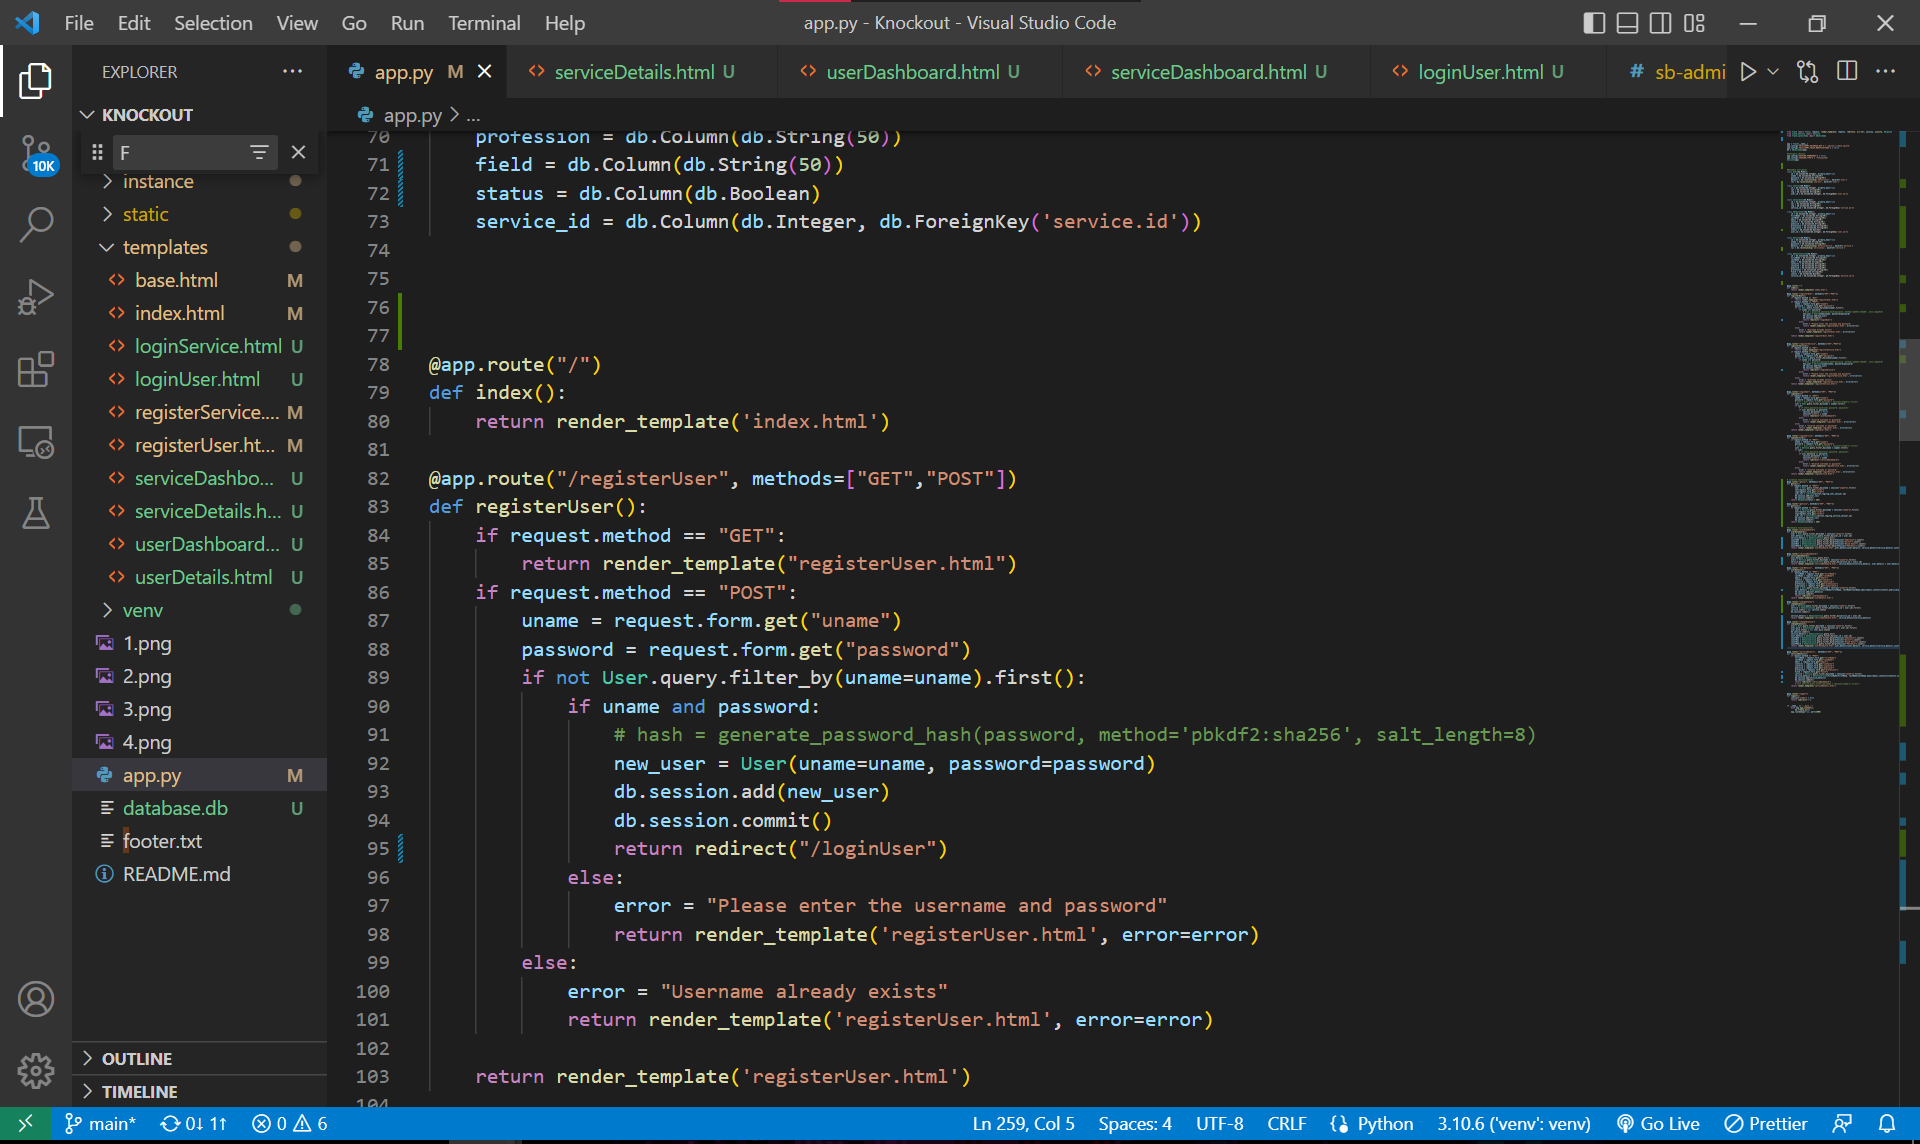 File Edit Selection View Go Run Terminal Help
app.py - Knockout - Visual Studio Code
EXPLORER
app.py M
serviceDetails.html U
userDashboard.html U
serviceDashboard.html U
loginUser.html U
# sb-admi
KNOCKOUT
app.py > ...
F
10K
instance
static
templates
base.html M
index.html M
loginService.html U
loginUser.html U
registerService.... M
registerUser.ht... M
serviceDashbo... U
serviceDetails.h... U
userDashboard... U
userDetails.html U
venv
1.png
2.png
3.png
4.png
app.py M
database.db U
footer.txt
README.md
OUTLINE
TIMELINE
70 profession = db.Column(db.String(50))
71 field = db.Column(db.String(50))
72 status = db.Column(db.Boolean)
73 service_id = db.Column(db.Integer, db.ForeignKey('service.id'))
74
75
76
77
78 @app.route("/")
79 def index():
80 return render_template('index.html')
81
82 @app.route("/registerUser", methods=["GET","POST"])
83 def registerUser():
84 if request.method == "GET":
85 return render_template("registerUser.html")
86 if request.method == "POST":
87 uname = request.form.get("uname")
88 password = request.form.get("password")
89 if not User.query.filter_by(uname=uname).first():
90 if uname and password:
91 # hash = generate_password_hash(password, method='pbkdf2:sha256', salt_length=8)
92 new_user = User(uname=uname, password=password)
93 db.session.add(new_user)
94 db.session.commit()
95 return redirect("/loginUser")
96 else:
97 error = "Please enter the username and password"
98 return render_template('registerUser.html', error=error)
99 else:
100 error = "Username already exists"
101 return render_template('registerUser.html', error=error)
102
103 return render_template('registerUser.html')
104
main* 0↓ 1↑ 0 6 Ln 259, Col 5 Spaces: 4 UTF-8 CRLF Python 3.10.6 ('venv': venv) Go Live Prettier